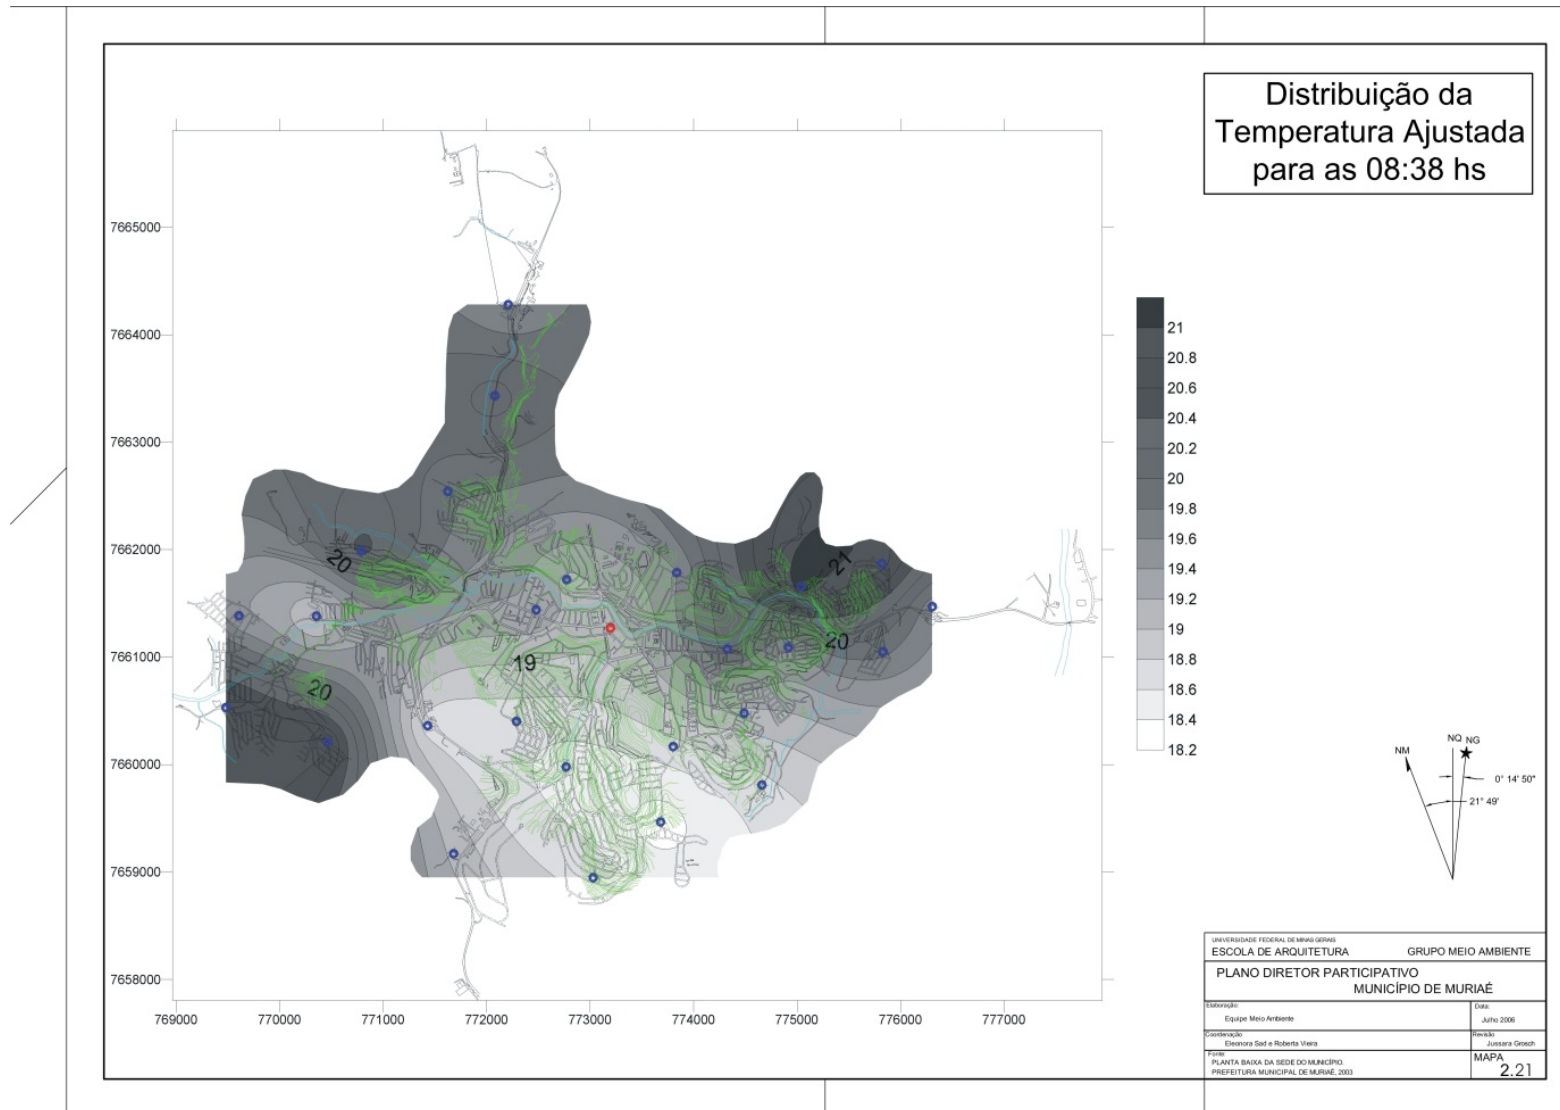 Distribuição da
Temperatura Ajustada
para as 08:38 hs
7665000
7664000
7663000
7662000
7661000
7660000
7659000
7658000
769000
770000
771000
772000
773000
774000
775000
776000
777000
20
20
19
21
20
21
20.8
20.6
20.4
20.2
20
19.8
19.6
19.4
19.2
19
18.8
18.6
18.4
18.2
NM
NQ NG
0° 14' 50"
21° 49'
UNIVERSIDADE FEDERAL DE MINAS GERAIS
ESCOLA DE ARQUITETURA GRUPO MEIO AMBIENTE
PLANO DIRETOR PARTICIPATIVO
MUNICÍPIO DE MURIAÉ
Elaboração:
Equipe Meio Ambiente
Data:
Julho 2006
Coordenação
Eleonora Sad e Roberta Vieira
Revisão
Jussara Grosch
Fonte:
PLANTA BAIXA DA SEDE DO MUNICÍPIO.
PREFEITURA MUNICIPAL DE MURIAÉ, 2003
MAPA
2.21